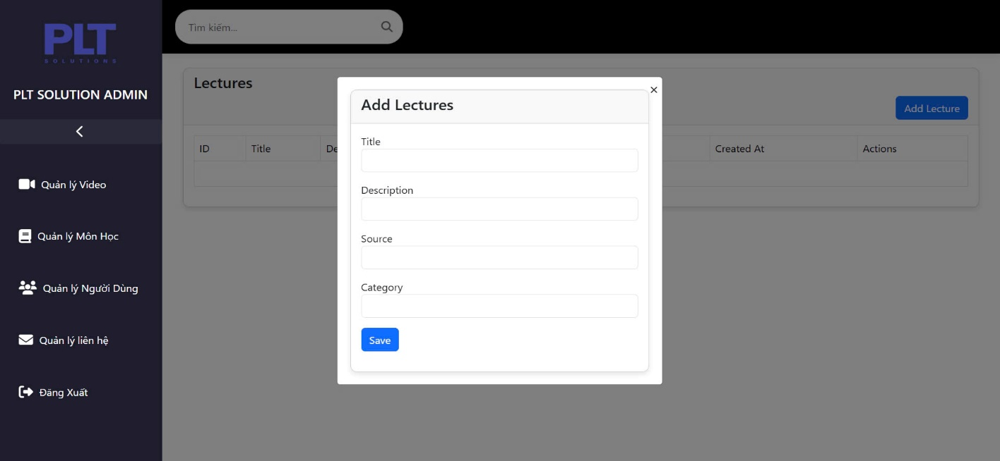 PLT
SOLUTIONS
PLT SOLUTION ADMIN
Quản lý Video
Quản lý Môn Học
Quản lý Người Dùng
Quản lý liên hệ
Đăng Xuất
Tìm kiếm...
Lectures
Add Lecture
ID Title De Created At Actions
×
Add Lectures
Title
Description
Source
Category
Save